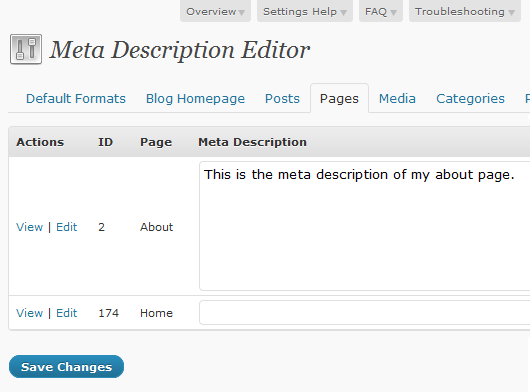 Overview Settings Help FAQ Troubleshooting
Meta Description Editor
Default Formats Blog Homepage Posts Pages Media Categories
Actions ID Page Meta Description
This is the meta description of my about page.
View | Edit 2 About
View | Edit 174 Home
Save Changes